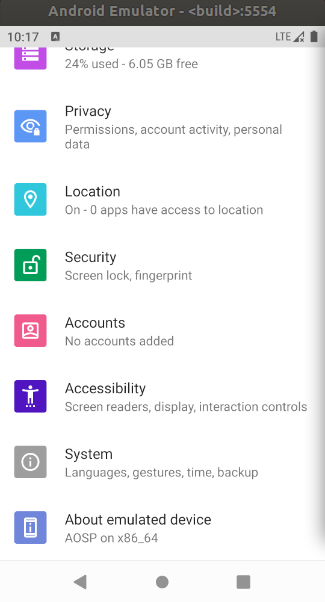 Android Emulator - <build>:5554
10:17 A LTE
Storage
24% used - 6.05 GB free
Privacy
Permissions, account activity, personal
data
Location
On - 0 apps have access to location
Security
Screen lock, fingerprint
Accounts
No accounts added
Accessibility
Screen readers, display, interaction controls
System
Languages, gestures, time, backup
About emulated device
AOSP on x86_64